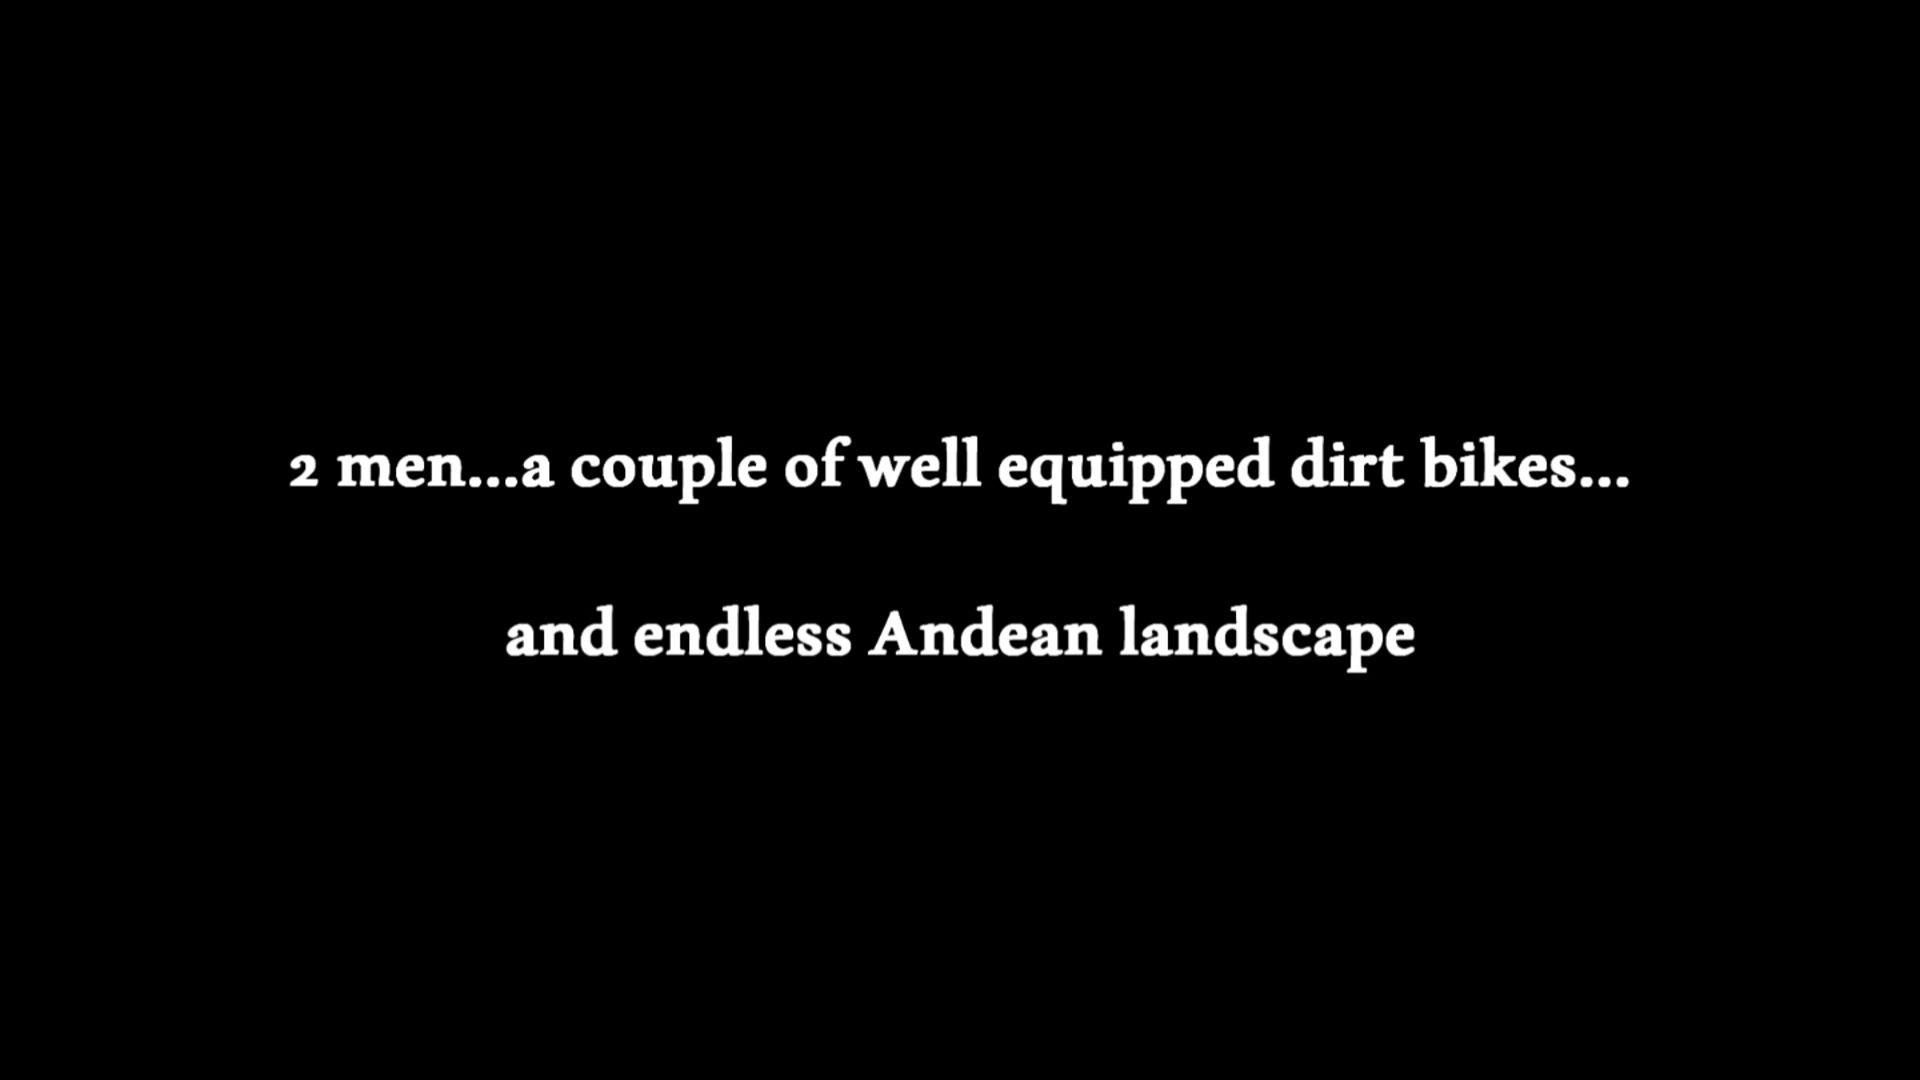 2 men...a couple of well equipped dirt bikes...
and endless Andean landscape